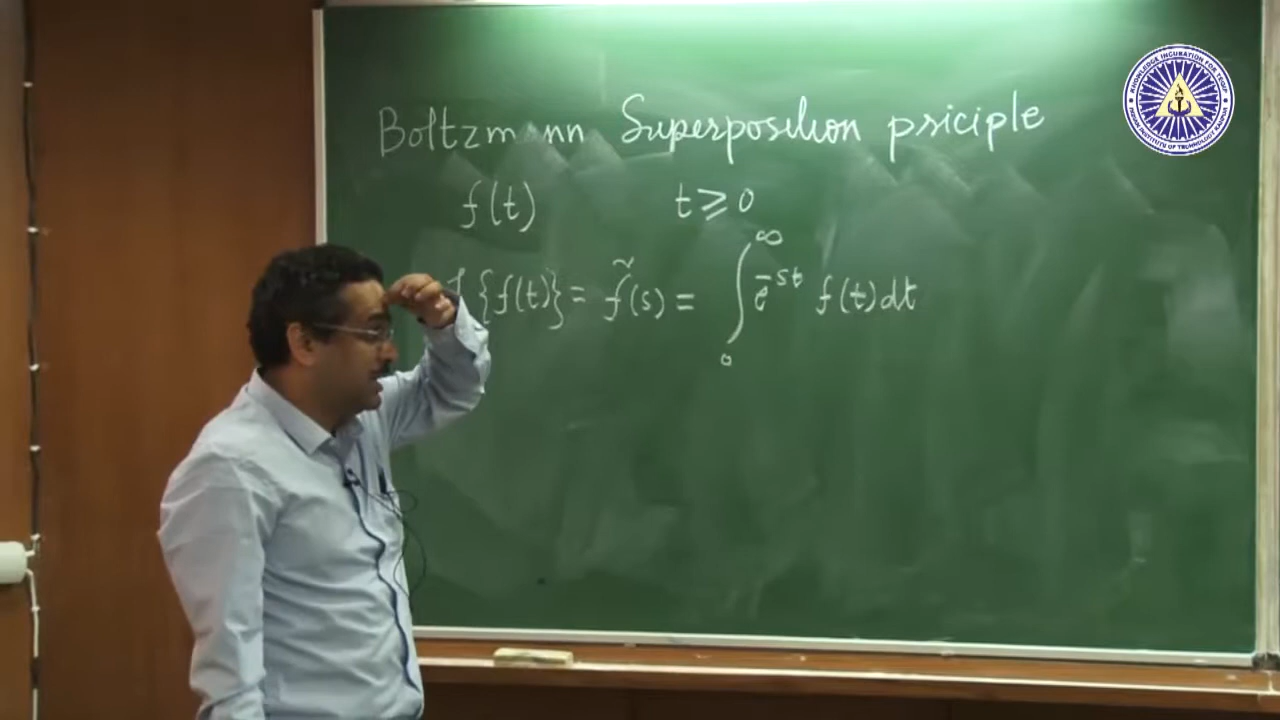 Boltzmann Superposition priciple
f(t) t ⩾ 0
{f(t)} = f̃(s) = ∫₀^∞ e^{-st} f(t) dt